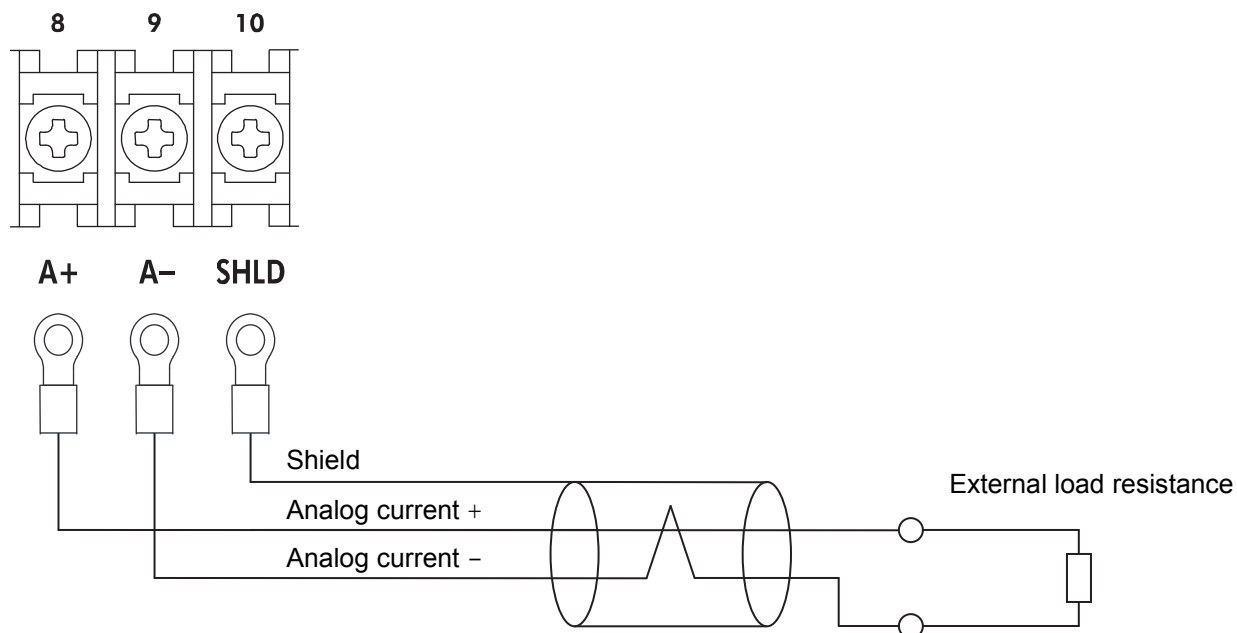 8 9 10
A+ A− SHLD
Shield
External load resistance
Analog current +
Analog current −